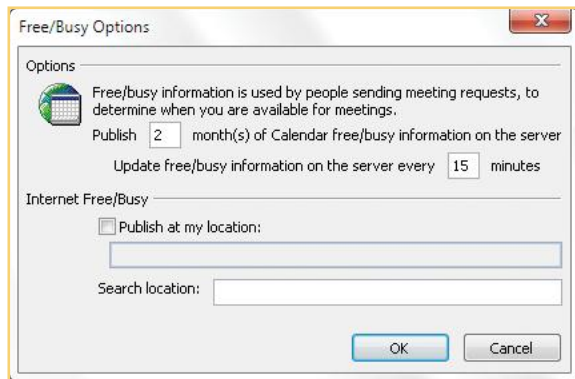 Free/Busy Options
Options
Free/busy information is used by people sending meeting requests, to
determine when you are available for meetings.
Publish 2 month(s) of Calendar free/busy information on the server
Update free/busy information on the server every 15 minutes
Internet Free/Busy
Publish at my location:
Search location:
OK Cancel